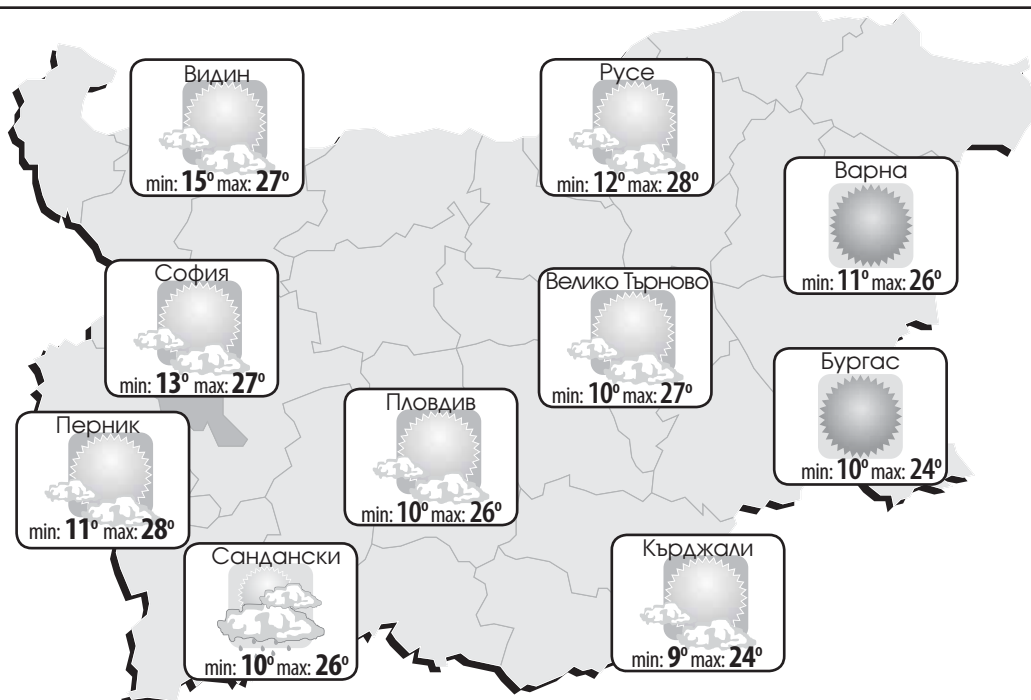 Видин
min: 15° max: 27°
Русе
min: 12° max: 28°
Варна
min: 11° max: 26°
София
min: 13° max: 27°
Велико Търново
min: 10° max: 27°
Бургас
min: 10° max: 24°
Пловдив
min: 10° max: 26°
Перник
min: 11° max: 28°
Сандански
min: 10° max: 26°
Кърджали
min: 9° max: 24°